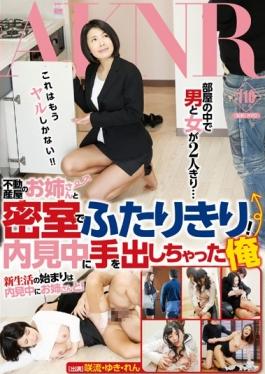 AVNR
これはもう
ヤルしかない!!
部屋の中で
男と女が2人きり…
不動産屋の
お姉さんと
密室でふたりきり!
内見中に手を出しちゃった俺
新生活の始まりは
内見中にお姉さんと!
【出演】咲流・ゆき・れん